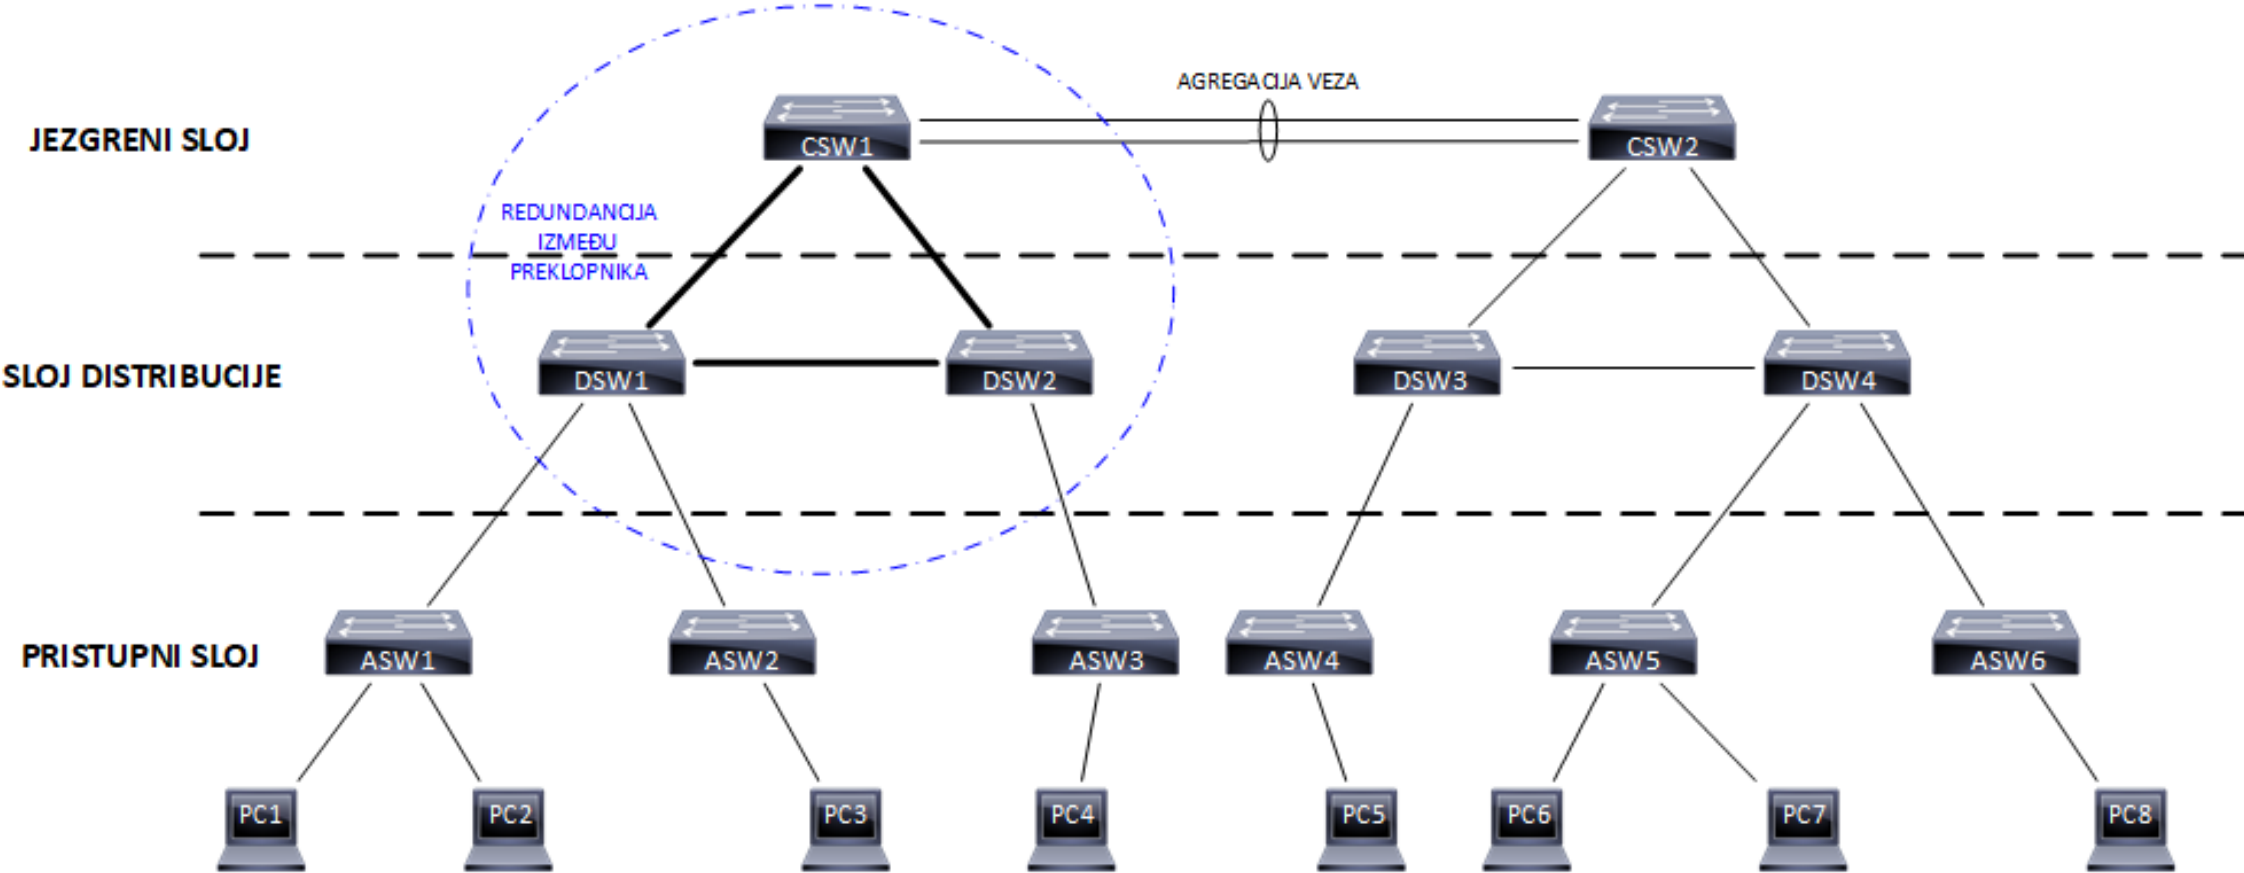 AGREGACIJA VEZA
JEZGRENI SLOJ
CSW1
CSW2
REDUNDANCIJA
IZMEĐU
PREKLOPNIKA
SLOJ DISTRIBUCIJE
DSW1
DSW2
DSW3
DSW4
PRISTUPNI SLOJ
ASW1
ASW2
ASW3
ASW4
ASW5
ASW6
PC1
PC2
PC3
PC4
PC5
PC6
PC7
PC8